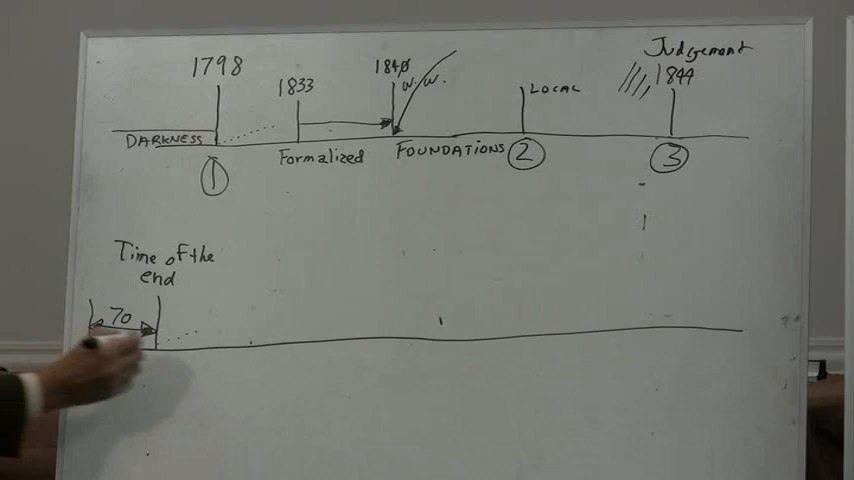 Judgement
1798
1833
1840
W.W.
LOCAL
1844
DARKNESS
Formalized
FOUNDATIONS
1
2
3
Time of the
end
70